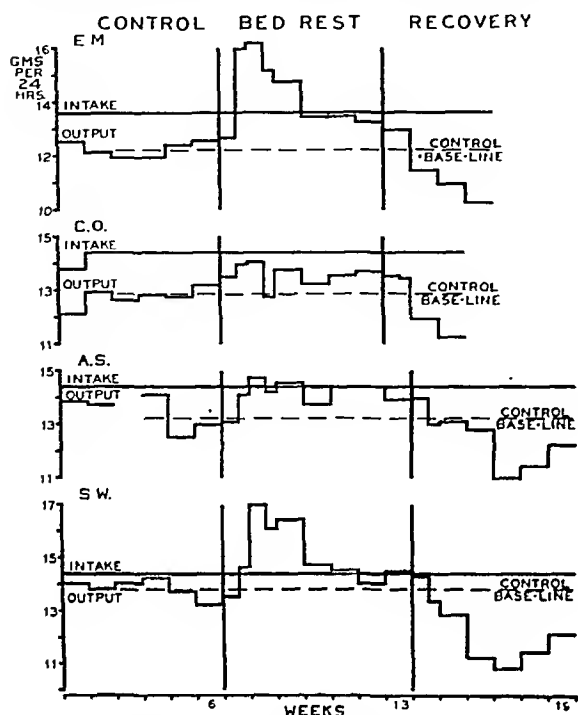 CONTROL BED REST RECOVERY
E M
GMS PER 24 HRS.
16
14
12
10
INTAKE
OUTPUT
CONTROL BASE-LINE
C.O.
15
13
11
INTAKE
OUTPUT
CONTROL BASE-LINE
A.S.
15
13
11
INTAKE
OUTPUT
CONTROL BASE-LINE
S W.
17
15
13
11
INTAKE
OUTPUT
CONTROL BASE-LINE
6 13 19
WEEKS